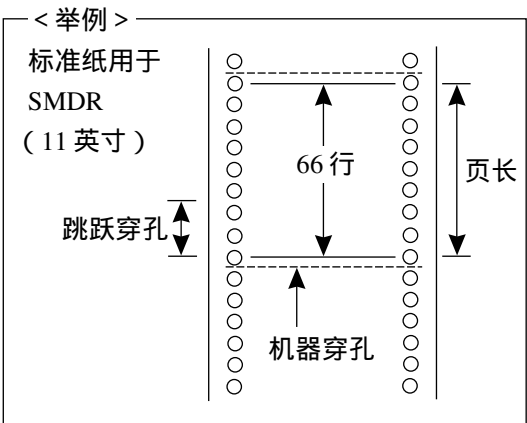 <举例>
标准纸用于
SMDR
（11 英寸）
66 行
页长
跳跃穿孔
机器穿孔